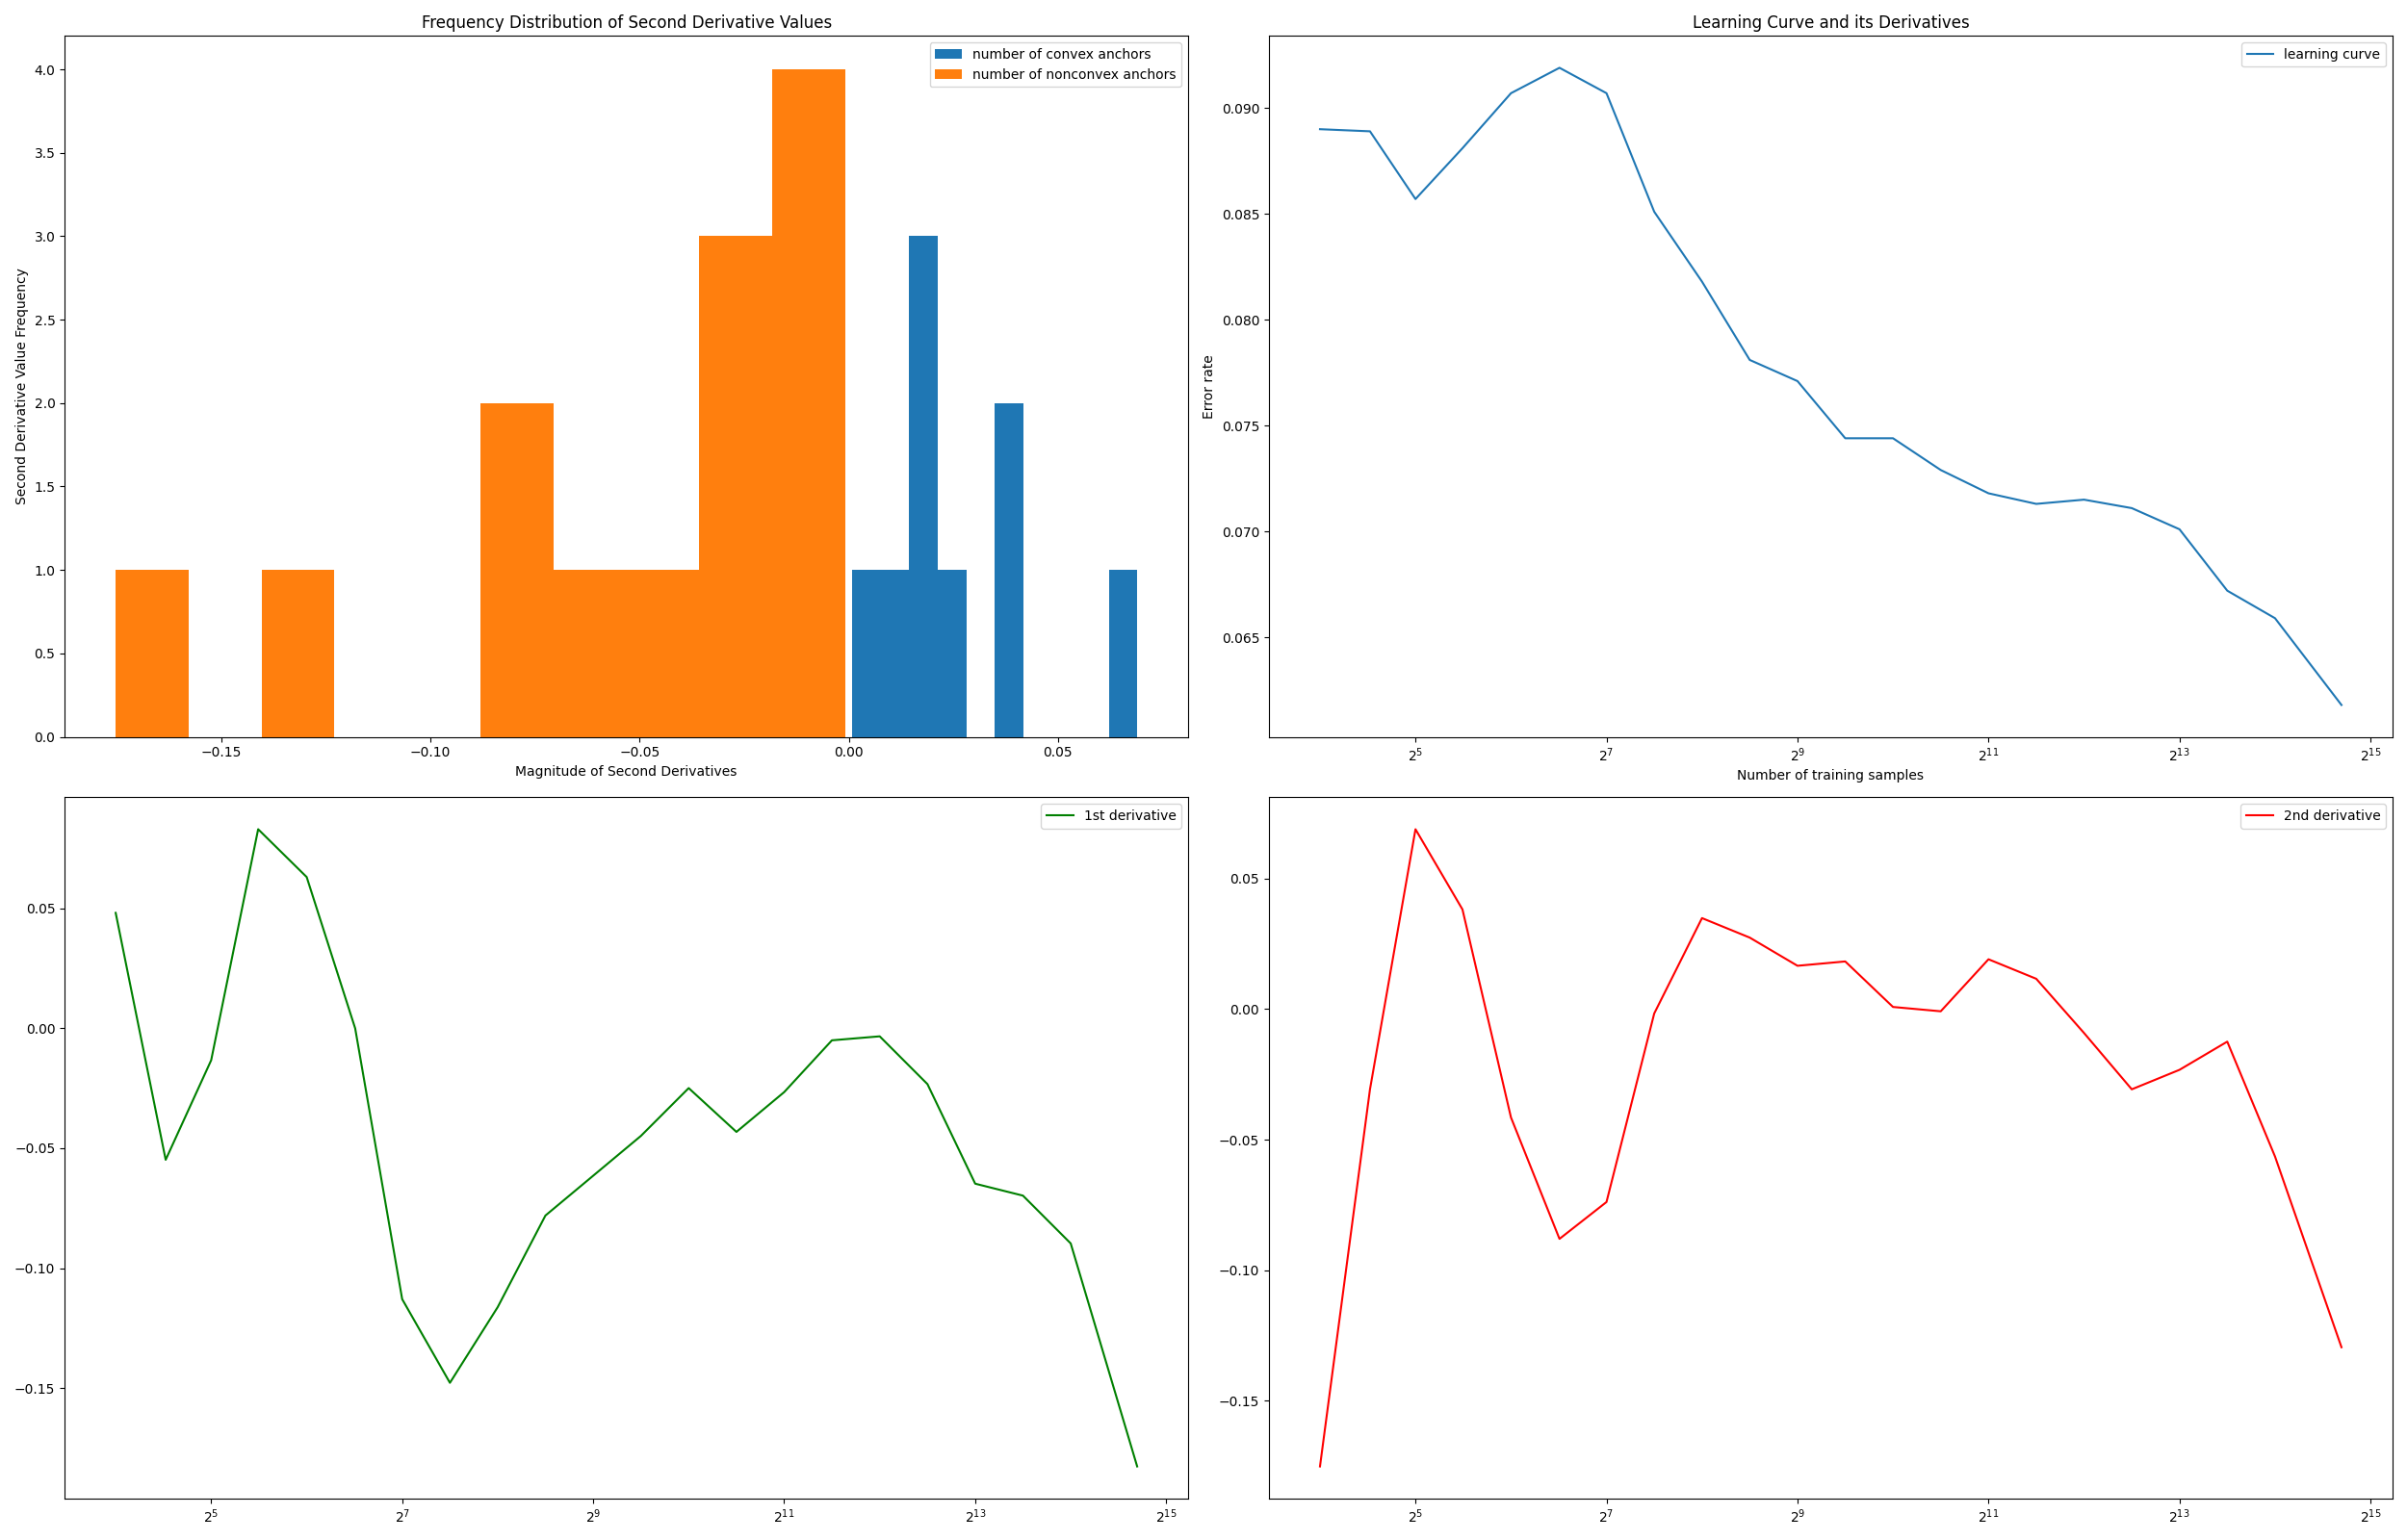 Frequency Distribution of Second Derivative Values
number of convex anchors
number of nonconvex anchors
4.0
3.5
3.0
2.5
2.0
1.5
1.0
0.5
0.0
Second Derivative Value Frequency
−0.15 −0.10 −0.05 0.00 0.05
Magnitude of Second Derivatives
Learning Curve and its Derivatives
learning curve
0.090
0.085
0.080
0.075
0.070
0.065
Error rate
2^5 2^7 2^9 2^11 2^13 2^15
Number of training samples
1st derivative
0.05
0.00
−0.05
−0.10
−0.15
2^5 2^7 2^9 2^11 2^13 2^15
2nd derivative
0.05
0.00
−0.05
−0.10
−0.15
2^5 2^7 2^9 2^11 2^13 2^15